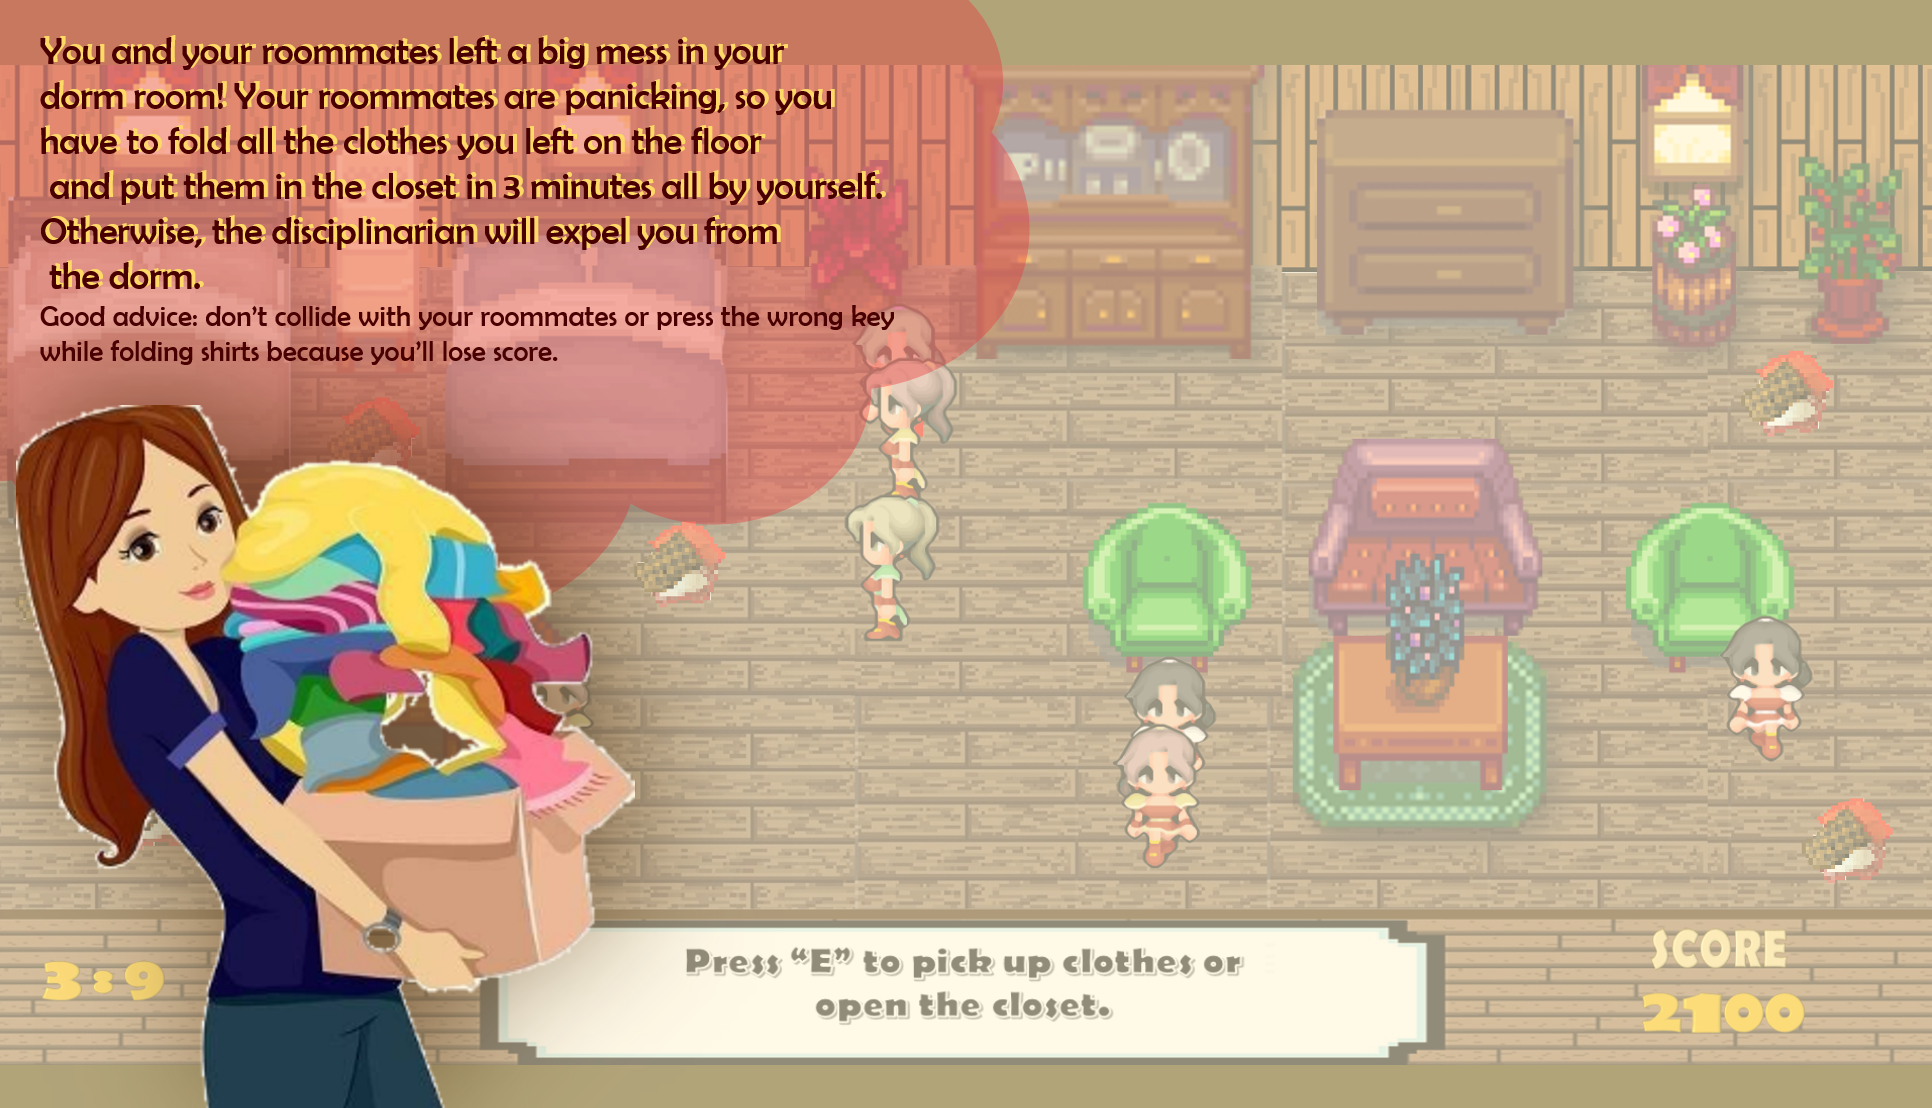 You and your roommates left a big mess in your
dorm room! Your roommates are panicking, so you
have to fold all the clothes you left on the floor
and put them in the closet in 3 minutes all by yourself.
Otherwise, the disciplinarian will expel you from
the dorm.
Good advice: don’t collide with your roommates or press the wrong key
while folding shirts because you’ll lose score.
3:9
Press “E” to pick up clothes or
open the closet.
SCORE
2100